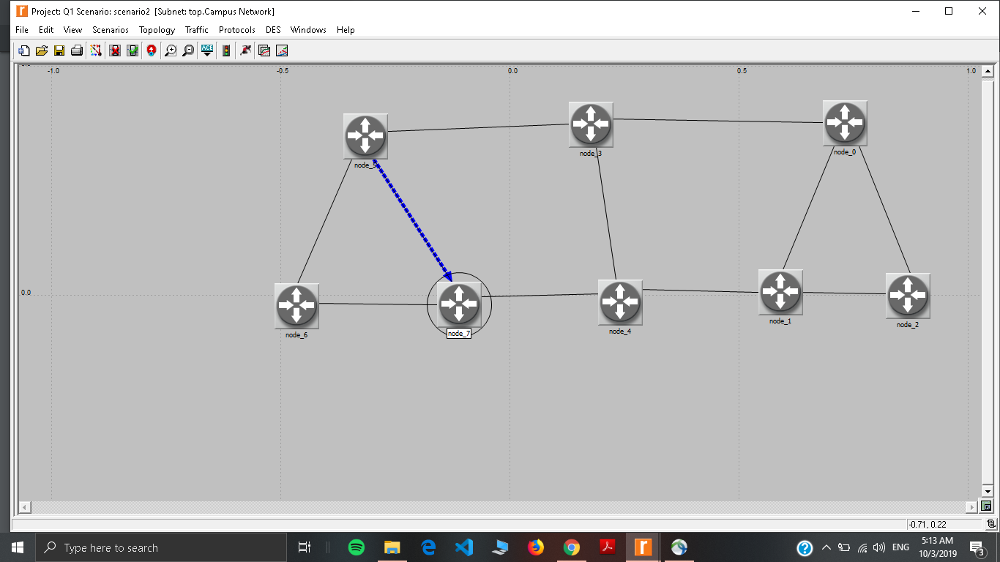 Project: Q1 Scenario: scenario2 [Subnet: top.Campus Network]
File Edit View Scenarios Topology Traffic Protocols DES Windows Help
ACE
-1.0 -0.5 0.0 0.5 1.0
node_5
node_3
node_0
0.0
node_6
node_7
node_4
node_1
node_2
-0.71, 0.22
Type here to search
ENG
5:13 AM
10/3/2019
3